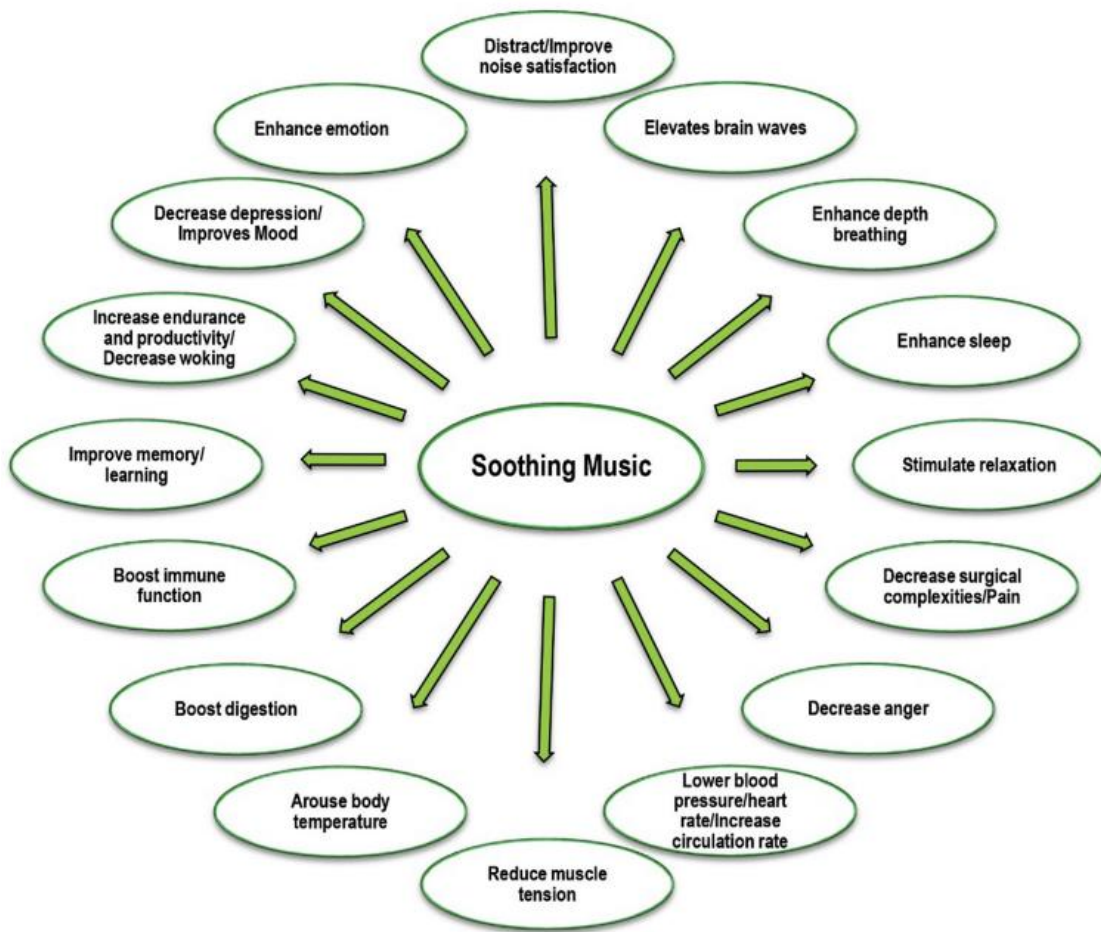 Distract/Improve
noise satisfaction
Enhance emotion
Elevates brain waves
Decrease depression/
Improves Mood
Enhance depth
breathing
Increase endurance
and productivity/
Decrease woking
Enhance sleep
Improve memory/
learning
Soothing Music
Stimulate relaxation
Boost immune
function
Decrease surgical
complexities/Pain
Boost digestion
Decrease anger
Arouse body
temperature
Lower blood
pressure/heart
rate/Increase
circulation rate
Reduce muscle
tension